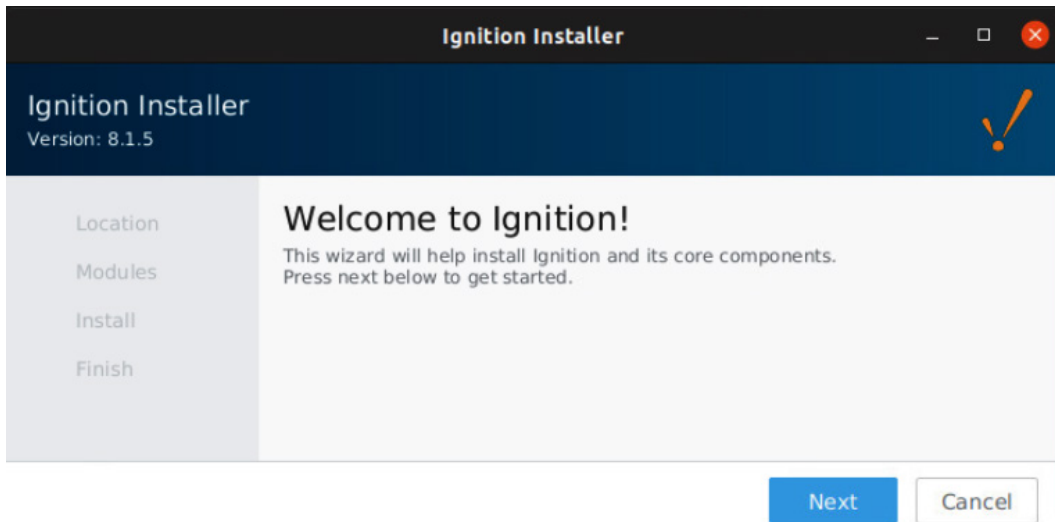 Ignition Installer
Ignition Installer
Version: 8.1.5
Location
Modules
Install
Finish
Welcome to Ignition!
This wizard will help install Ignition and its core components.
Press next below to get started.
Next
Cancel